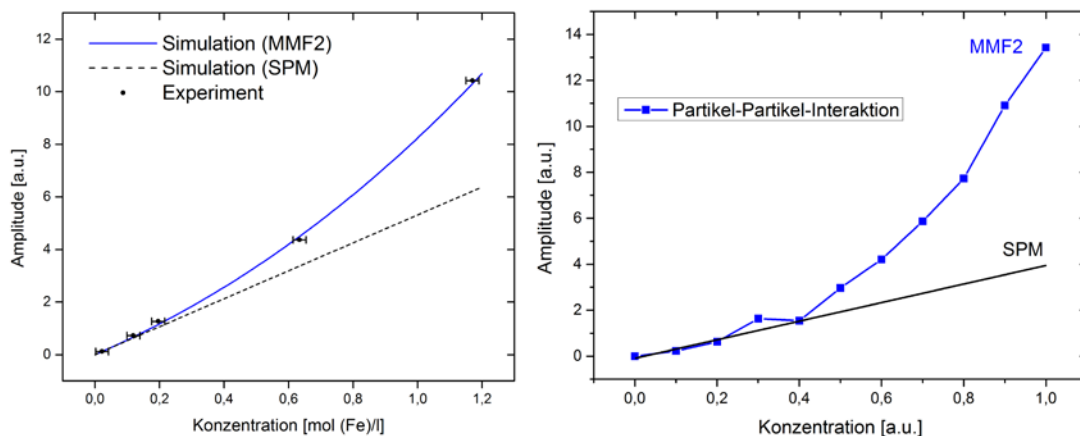 12
10
8
6
4
2
0
Amplitude [a.u.]
Simulation (MMF2)
Simulation (SPM)
Experiment
0,0 0,2 0,4 0,6 0,8 1,0 1,2
Konzentration [mol (Fe)/l]
14
12
10
8
6
4
2
0
Amplitude [a.u.]
MMF2
Partikel-Partikel-Interaktion
SPM
0,0 0,2 0,4 0,6 0,8 1,0
Konzentration [a.u.]